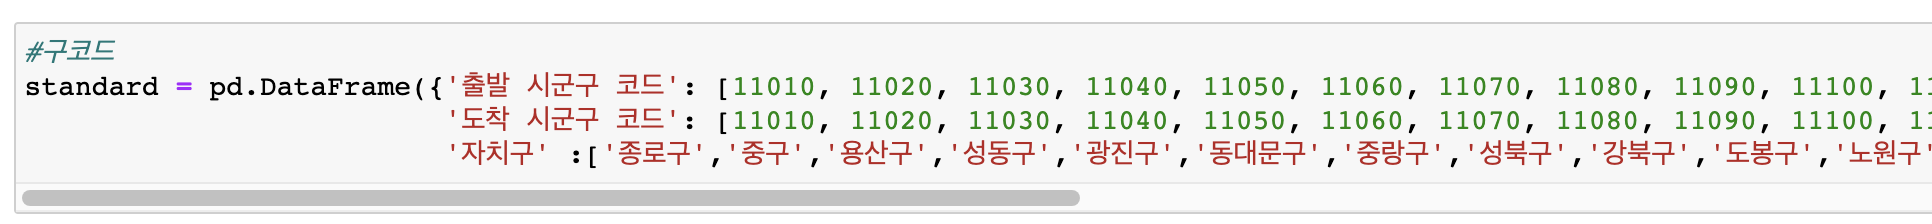 #구코드
standard = pd.DataFrame({'출발 시군구 코드': [11010, 11020, 11030, 11040, 11050, 11060, 11070, 11080, 11090, 11100, 11
'도착 시군구 코드': [11010, 11020, 11030, 11040, 11050, 11060, 11070, 11080, 11090, 11100, 11
'자치구' :['종로구','중구','용산구','성동구','광진구','동대문구','중랑구','성북구','강북구','도봉구','노원구'